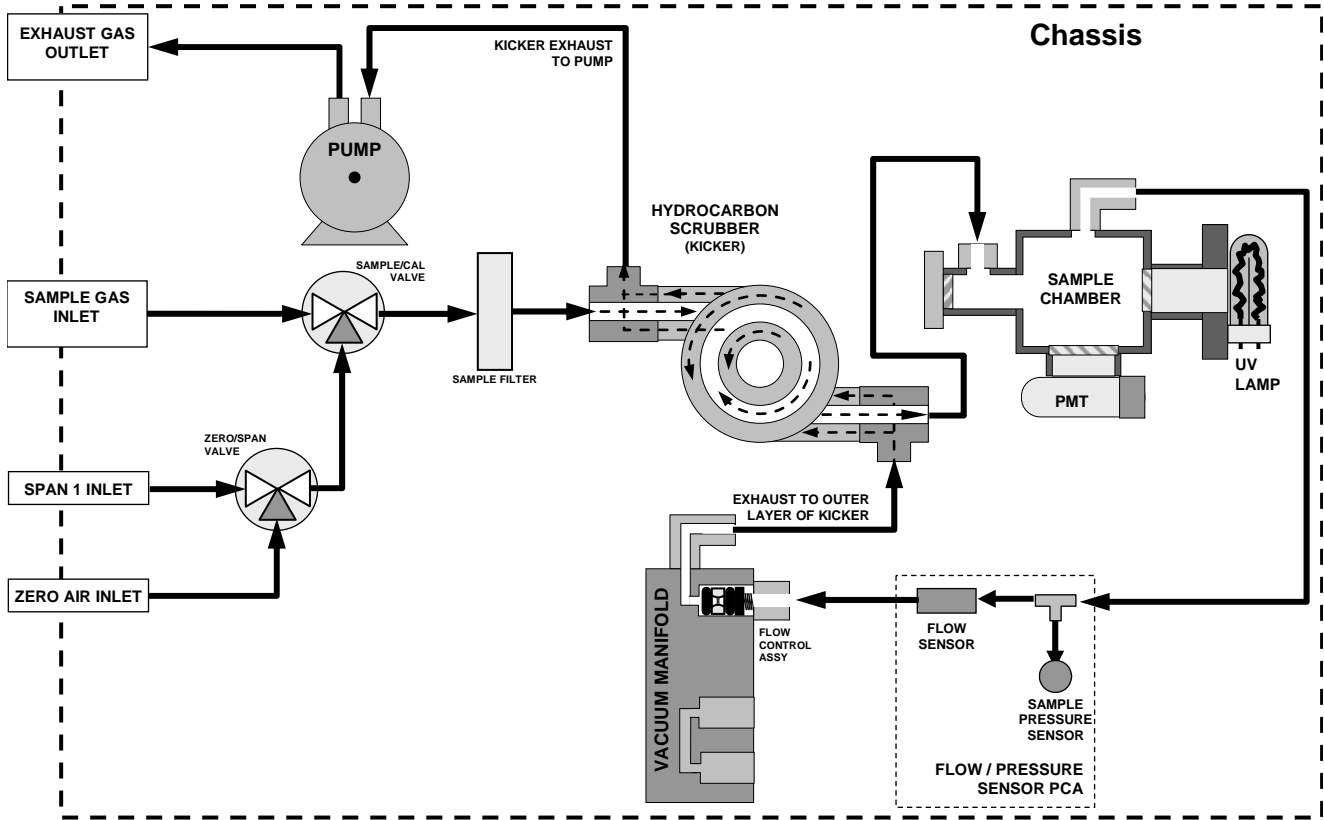 EXHAUST GAS
OUTLET
KICKER EXHAUST
TO PUMP
Chassis
PUMP
HYDROCARBON
SCRUBBER
(KICKER)
SAMPLE/CAL
VALVE
SAMPLE GAS
INLET
SAMPLE
CHAMBER
SAMPLE FILTER
UV
LAMP
PMT
ZERO/SPAN
VALVE
SPAN 1 INLET
EXHAUST TO OUTER
LAYER OF KICKER
ZERO AIR INLET
VACUUM MANIFOLD
FLOW
CONTROL
ASSY
FLOW
SENSOR
SAMPLE
PRESSURE
SENSOR
FLOW / PRESSURE
SENSOR PCA